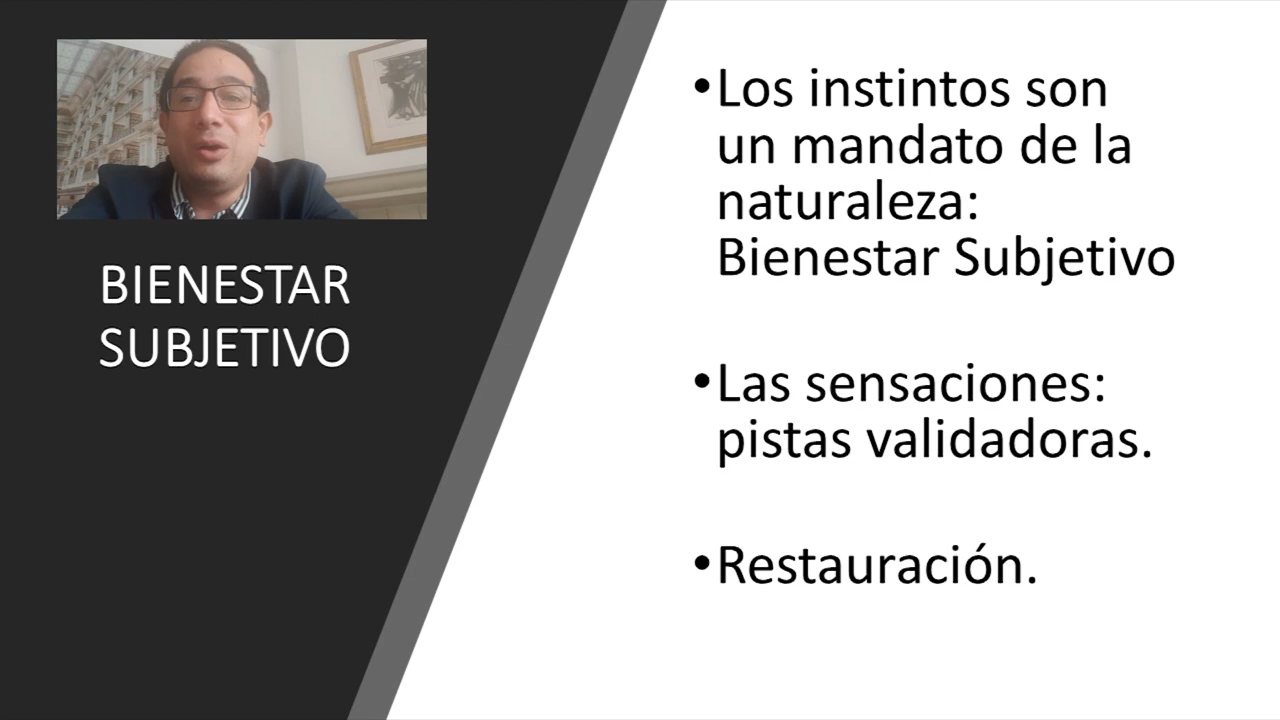 BIENESTAR
SUBJETIVO
•Los instintos son
un mandato de la
naturaleza:
Bienestar Subjetivo
•Las sensaciones:
pistas validadoras.
•Restauración.